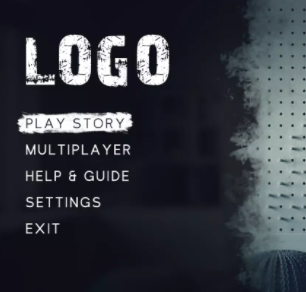 LOGO
PLAY STORY
MULTIPLAYER
HELP & GUIDE
SETTINGS
EXIT